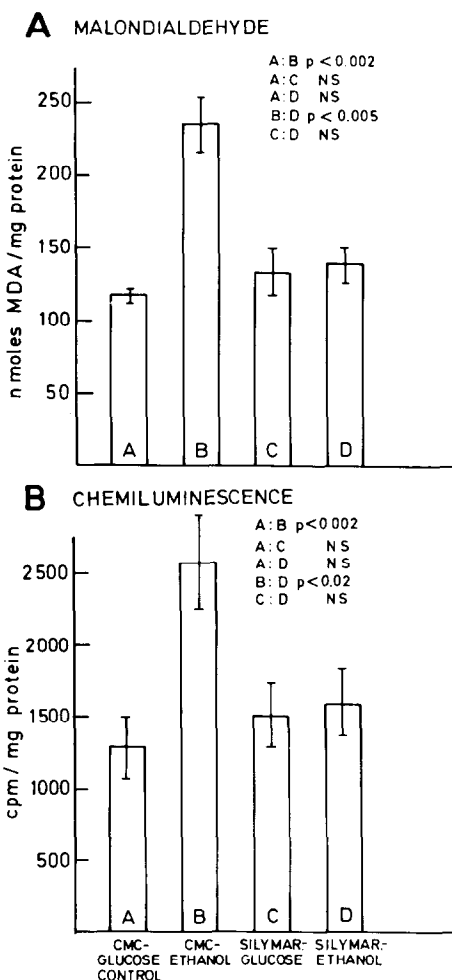 A MALONDIALDEHYDE
A:B p<0.002
A:C NS
A:D NS
B:D p<0.005
C:D NS
250
200
150
100
50
nmoles MDA/mg protein
A B C D
B CHEMILUMINESCENCE
A:B p<0.002
A:C NS
A:D NS
B:D p<0.02
C:D NS
2500
2000
1500
1000
500
cpm/mg protein
A B C D
CMC- CMC- SILYMAR.- SILYMAR.-
GLUCOSE ETHANOL GLUCOSE ETHANOL
CONTROL